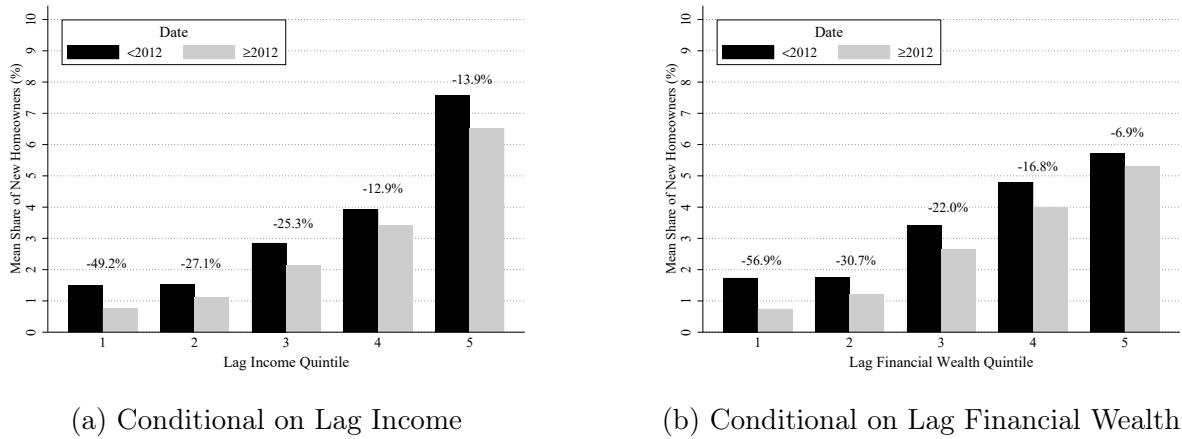 Date
<2012 ≥2012
Mean Share of New Homeowners (%)
0 1 2 3 4 5 6 7 8 9 10
-49.2%
-27.1%
-25.3%
-12.9%
-13.9%
1 2 3 4 5
Lag Income Quintile
(a) Conditional on Lag Income
Date
<2012 ≥2012
Mean Share of New Homeowners (%)
0 1 2 3 4 5 6 7 8 9 10
-56.9%
-30.7%
-22.0%
-16.8%
-6.9%
1 2 3 4 5
Lag Financial Wealth Quintile
(b) Conditional on Lag Financial Wealth